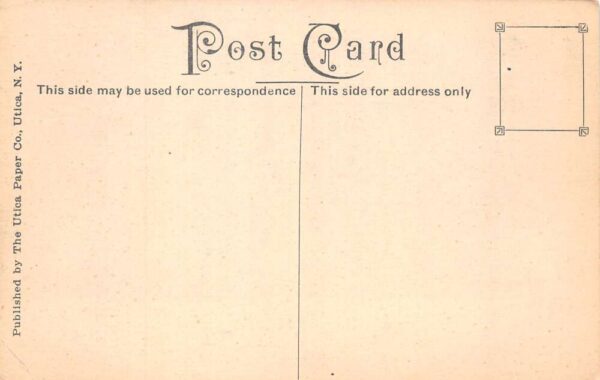 Post Card
This side may be used for correspondence
This side for address only
Published by The Utica Paper Co., Utica, N. Y.